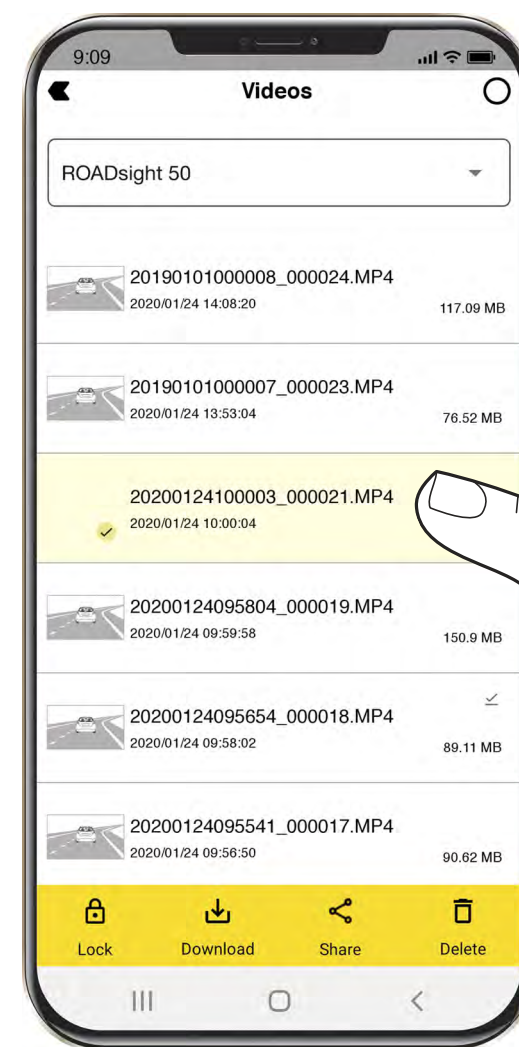 9:09
Videos
ROADsight 50
20190101000008_000024.MP4
2020/01/24 14:08:20
117.09 MB
20190101000007_000023.MP4
2020/01/24 13:53:04
76.52 MB
20200124100003_000021.MP4
2020/01/24 10:00:04
20200124095804_000019.MP4
2020/01/24 09:59:58
150.9 MB
20200124095654_000018.MP4
2020/01/24 09:58:02
89.11 MB
20200124095541_000017.MP4
2020/01/24 09:56:50
90.62 MB
Lock Download Share Delete